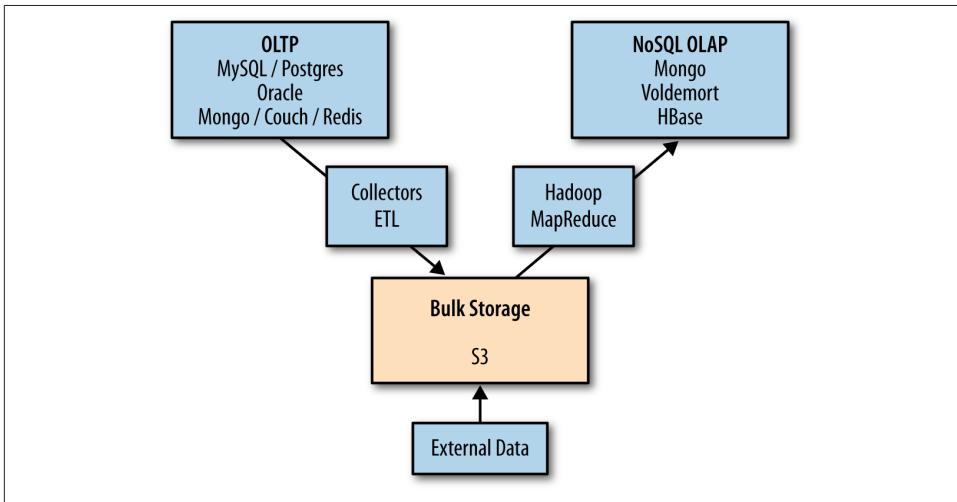 OLTP
MySQL / Postgres
Oracle
Mongo / Couch / Redis
NoSQL OLAP
Mongo
Voldemort
HBase
Collectors
ETL
Hadoop
MapReduce
Bulk Storage
S3
External Data